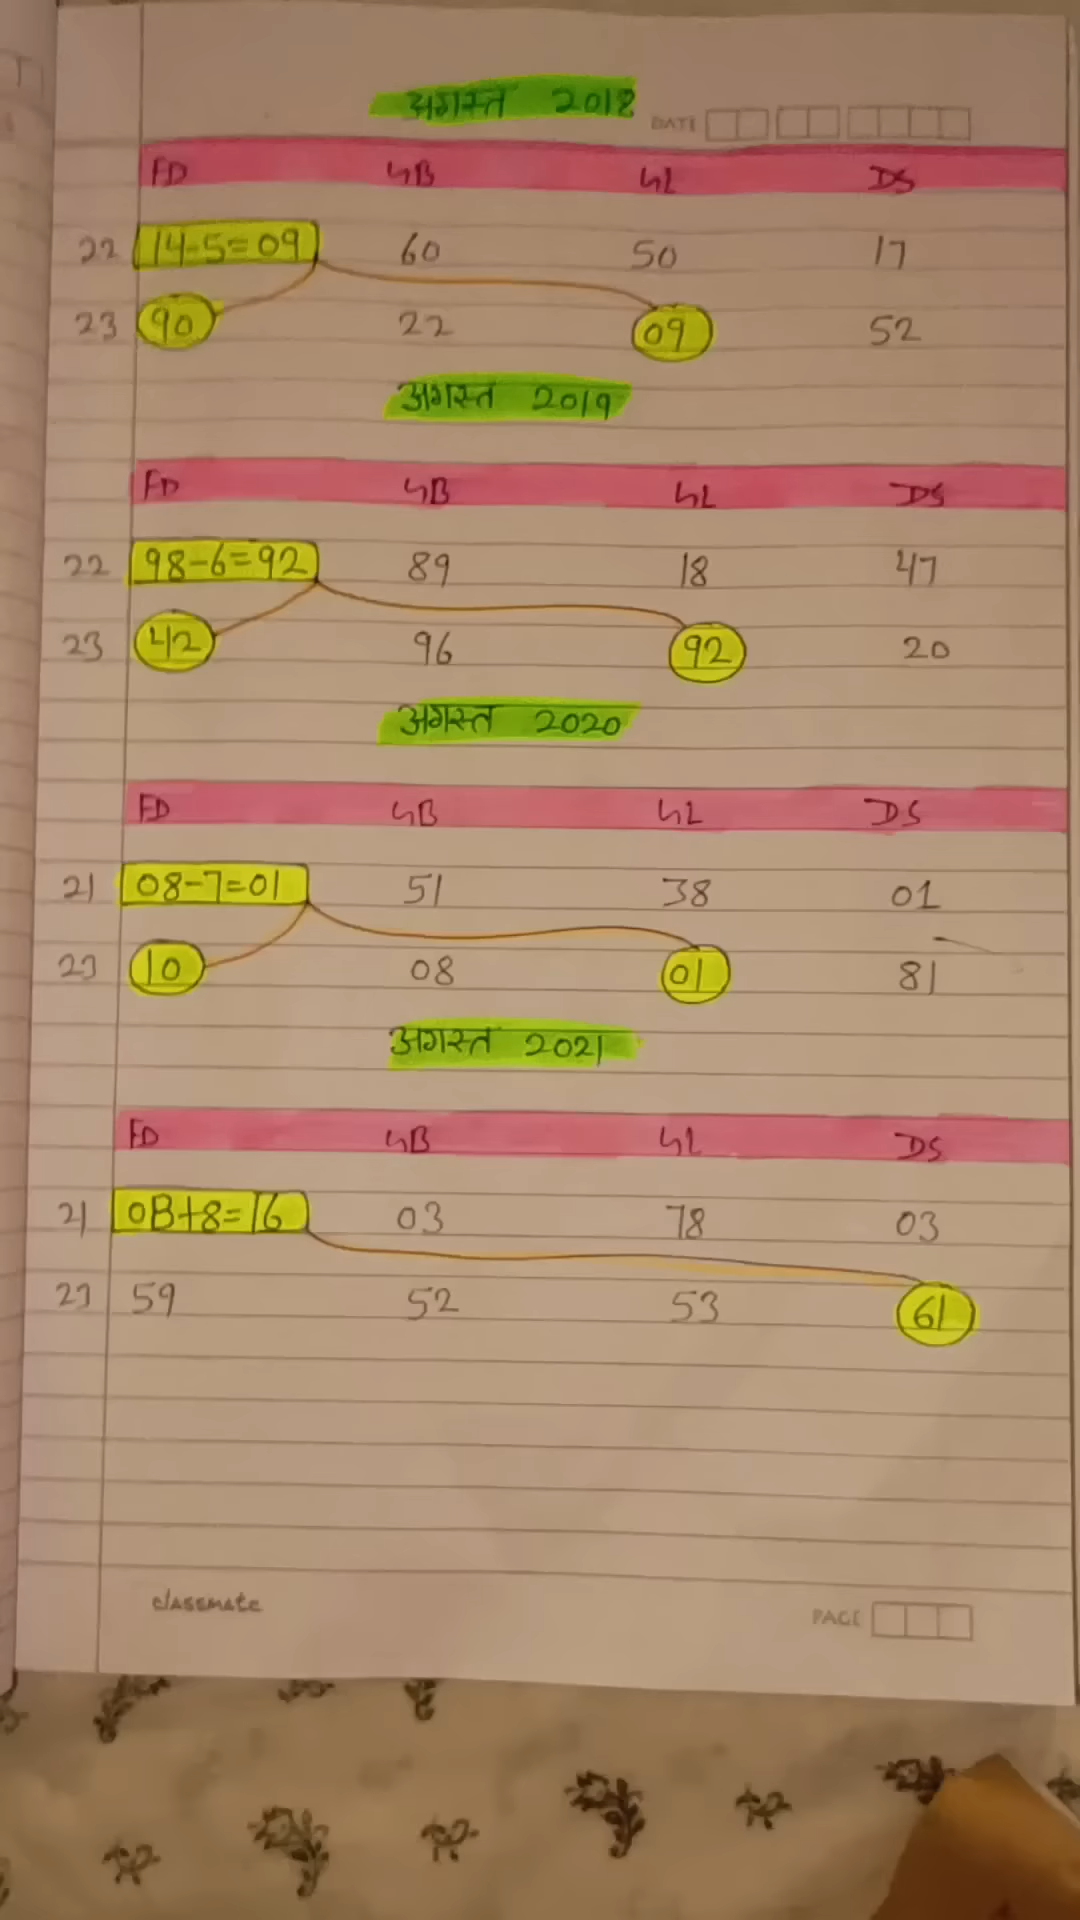 अगस्त 2018
DATE
FD GB GL DS
22 14-5=09 60 50 17
23 90 22 09 52
अगस्त 2019
FD GB GL DS
22 98-6=92 89 18 47
23 42 96 92 20
अगस्त 2020
FD GB GL DS
21 08-7=01 51 38 01
23 10 08 01 81
अगस्त 2021
FD GB GL DS
21 08+8=16 03 78 03
23 59 52 53 61
classmate
PAGE